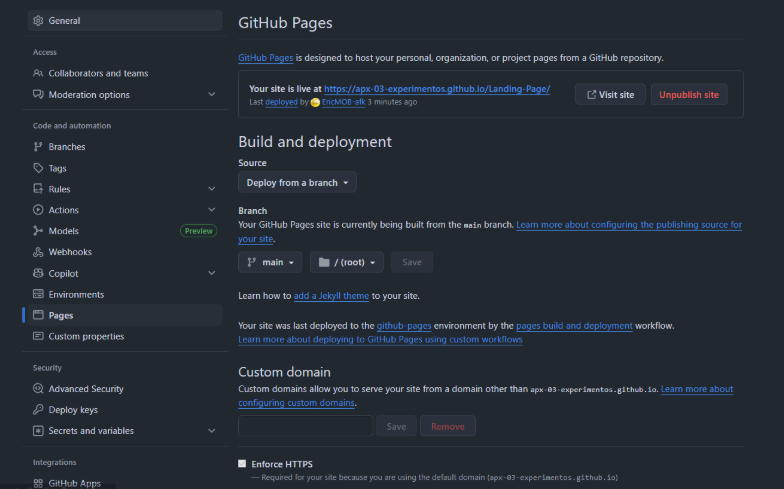 General
Access
Collaborators and teams
Moderation options
Code and automation
Branches
Tags
Rules
Actions
Models Preview
Webhooks
Copilot
Environments
Pages
Custom properties
Security
Advanced Security
Deploy keys
Secrets and variables
Integrations
GitHub Apps
GitHub Pages
GitHub Pages is designed to host your personal, organization, or project pages from a GitHub repository.
Your site is live at https://apx-03-experimentos.github.io/Landing-Page/
Last deployed by EricMOB-afk 3 minutes ago
Visit site
Unpublish site
Build and deployment
Source
Deploy from a branch
Branch
Your GitHub Pages site is currently being built from the main branch. Learn more about configuring the publishing source for
your site.
main
/ (root)
Save
Learn how to add a Jekyll theme to your site.
Your site was last deployed to the github-pages environment by the pages build and deployment workflow.
Learn more about deploying to GitHub Pages using custom workflows
Custom domain
Custom domains allow you to serve your site from a domain other than apx-03-experimentos.github.io. Learn more about
configuring custom domains.
Save
Remove
Enforce HTTPS
— Required for your site because you are using the default domain (apx-03-experimentos.github.io)